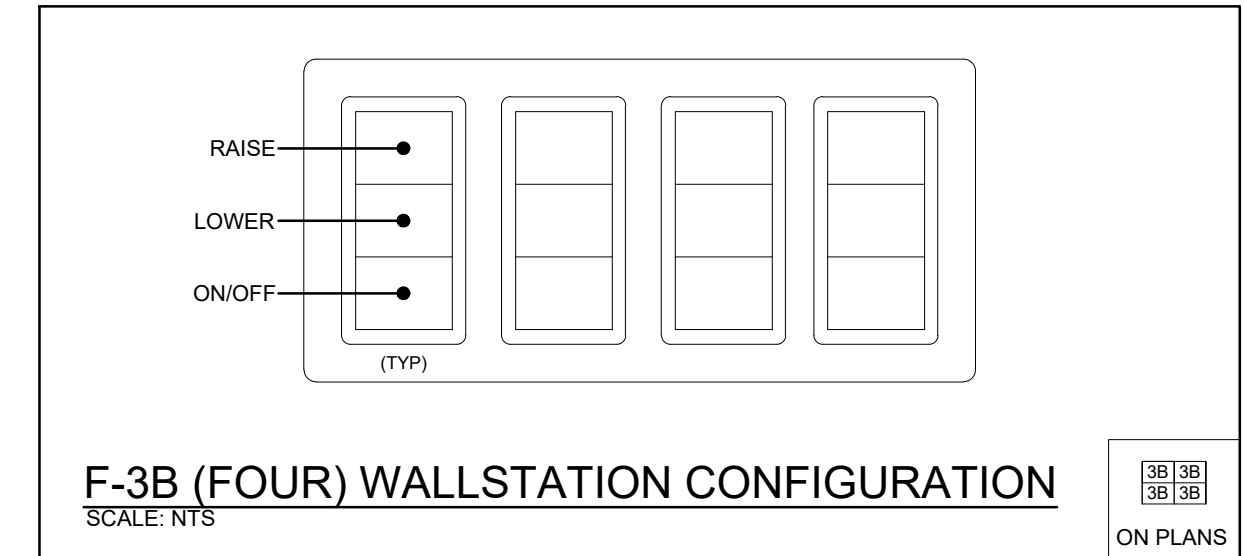 RAISE
LOWER
ON/OFF
(TYP)
F-3B (FOUR) WALLSTATION CONFIGURATION
SCALE: NTS
3B 3B
3B 3B
ON PLANS